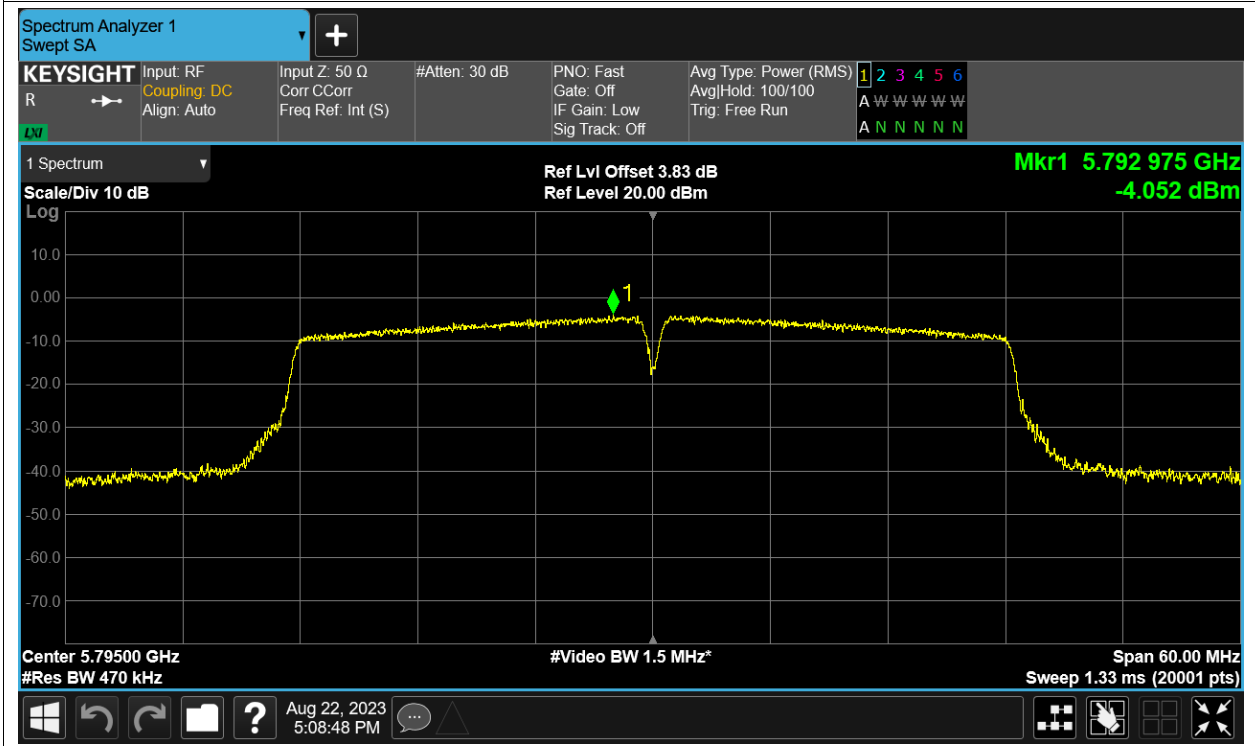 Spectrum Analyzer 1
Swept SA
+
KEYSIGHT
R
LXI
Input: RF
Coupling: DC
Align: Auto
Input Z: 50 Ω
Corr CCorr
Freq Ref: Int (S)
#Atten: 30 dB
PNO: Fast
Gate: Off
IF Gain: Low
Sig Track: Off
Avg Type: Power (RMS)
Avg|Hold: 100/100
Trig: Free Run
1 2 3 4 5 6
A W W W W W
A N N N N N
1 Spectrum
Scale/Div 10 dB
Log
Ref Lvl Offset 3.83 dB
Ref Level 20.00 dBm
Mkr1 5.792 975 GHz
-4.052 dBm
10.0
0.00
1
-10.0
-20.0
-30.0
-40.0
-50.0
-60.0
-70.0
Center 5.79500 GHz
#Res BW 470 kHz
#Video BW 1.5 MHz*
Span 60.00 MHz
Sweep 1.33 ms (20001 pts)
?
Aug 22, 2023
5:08:48 PM